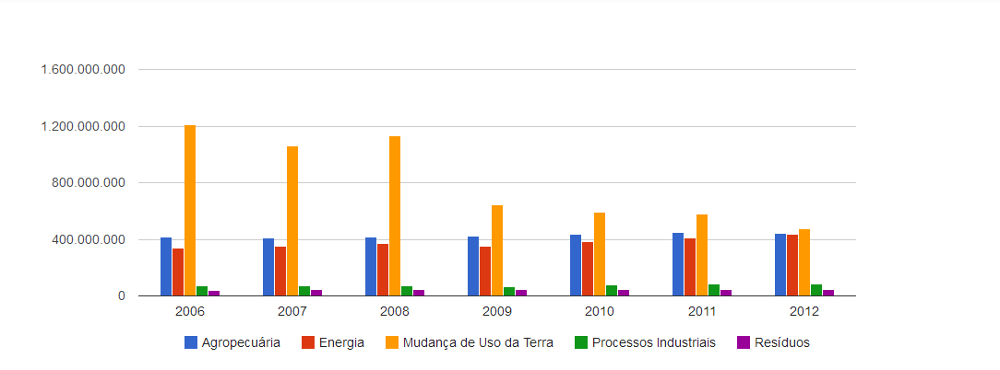 1.600.000.000
1.200.000.000
800.000.000
400.000.000
0
2006 2007 2008 2009 2010 2011 2012
Agropecuária Energia Mudança de Uso da Terra Processos Industriais Resíduos